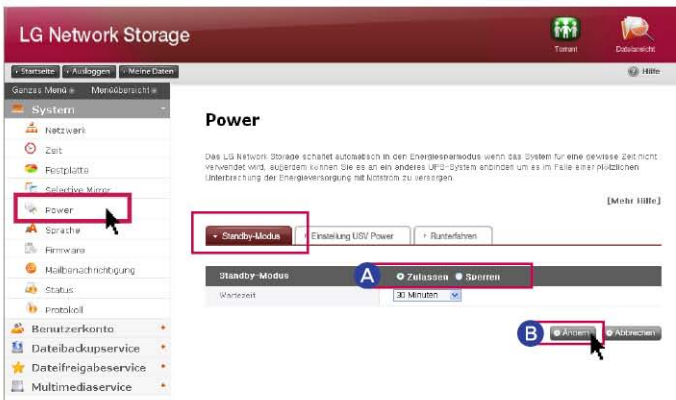 LG Network Storage
Torrent
Dateiansicht
Startseite
Ausloggen
Meine Daten
Hilfe
Ganzes Menü
Menüübersicht
System
Netzwerk
Zeit
Festplatte
Selective Mirror
Power
Sprache
Firmware
Mailbenachrichtigung
Status
Protokoll
Benutzerkonto
Dateibackupservice
Dateifreigabeservice
Multimediaservice
Power
Das LG Network Storage schaltet automatisch in den Energiesparmodus wenn das System für eine gewisse Zeit nicht
verwendet wird, außerdem können Sie es an ein anderes UPS-System anbinden um es im Falle einer plötzlichen
Unterbrechung der Energieversorgung mit Notstrom zu versorgen.
[Mehr Hilfe]
Standby-Modus
Einstellung USV Power
Runterfahren
Standby-Modus
A
Zulassen
Sperren
Wartezeit
30 Minuten
B
Ändern
Abbrechen